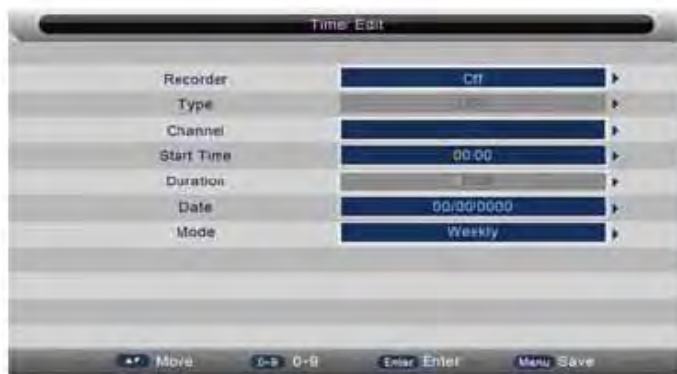 Timer Edit
Recorder Off
Type
Channel
Start Time 00:00
Duration
Date 00/00/0000
Mode Weekly
Move 0-9 0-9 Enter Enter Menu Save